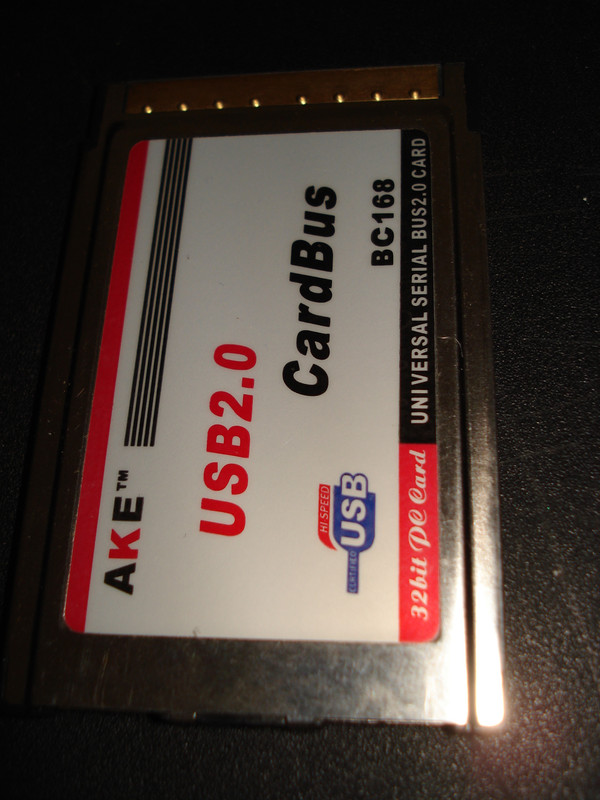 AKE™
USB2.0
CardBus
BC168
HI-SPEED
CERTIFIED
USB
32bit PC Card
UNIVERSAL SERIAL BUS2.0 CARD